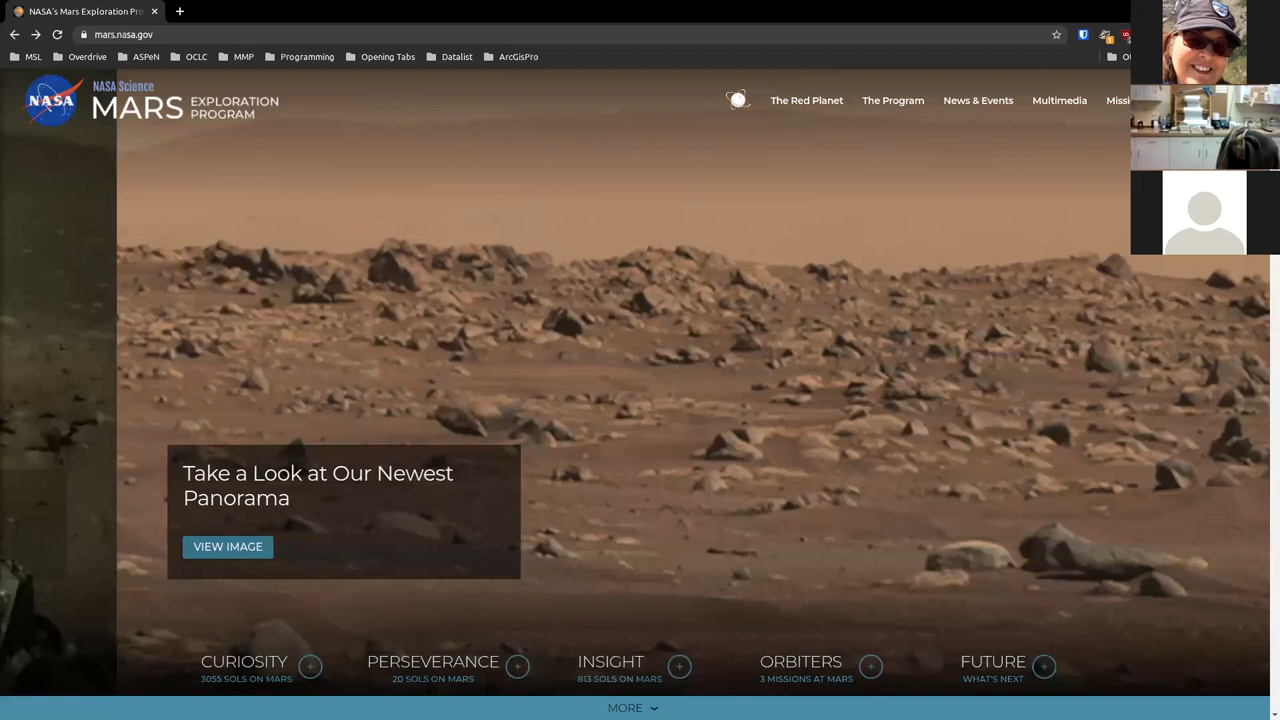 NASA's Mars Exploration Pro
mars.nasa.gov
MSL
Overdrive
ASPeN
OCLC
MMP
Programming
Opening Tabs
Datalist
ArcGisPro
NASA
NASA Science
MARS EXPLORATION PROGRAM
The Red Planet
The Program
News & Events
Multimedia
Missi
Take a Look at Our Newest
Panorama
VIEW IMAGE
CURIOSITY
3055 SOLS ON MARS
PERSEVERANCE
20 SOLS ON MARS
INSIGHT
813 SOLS ON MARS
ORBITERS
3 MISSIONS AT MARS
FUTURE
WHAT'S NEXT
MORE